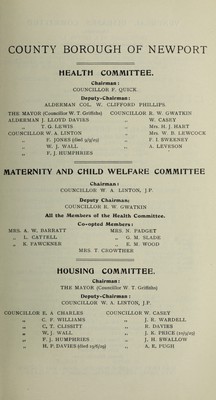 COUNTY BOROUGH OF NEWPORT
HEALTH COMMITTEE.
Chairman:
COUNCILLOR F. QUICK.
Deputy-Chairman:
ALDERMAN COL. W. CLIFFORD PHILLIPS.
THE MAYOR (Councillor W. T. Griffiths)
ALDERMAN J. LLOYD DAVIES
„ T. G. LEWIS
COUNCILLOR W. A. LINTON
„ E. JONES (died 4/9/29)
„ W. J. WALL
„ F. J. HUMPHRIES
COUNCILLOR R. W. GWATKIN
„ W. CASEY
„ Mrs. H. J. HART
„ Mrs. W. R. LEWCOCK
„ F. J. SWEENEY
„ A. LEVESON
MATERNITY AND CHILD WELFARE COMMITTEE
Chairman:
COUNCILLOR W. A. LINTON, J.P.
Deputy Chairman:
COUNCILLOR R. W. GWATKIN
All the Members of the Health Committee.
Co-opted Members:
MRS. A. W. BARRATT
„ L. CATTELL
„ E. FAWCKNER
MRS. N. PADGET
„ G. M. SLADE
„ E. M. WOOD
MRS. T. CROWTHER
HOUSING COMMITTEE.
Chairman:
THE MAYOR (Councillor W. T. Griffiths)
Deputy-Chairman:
COUNCILLOR W. A. LINTON, J.P.
COUNCILLOR E. A. CHARLES
„ C. F. WILLIAMS
„ C. T. CLISSITT
„ W. J. WALL
„ F. J. HUMPHRIES
„ H. F. DAVIES
COUNCILLOR W. CASEY
„ J. R. WARDELL
„ R. DAVIES
„ J. K. PRICE
„ J. H. SWALLOW
„ A. E. PUGH